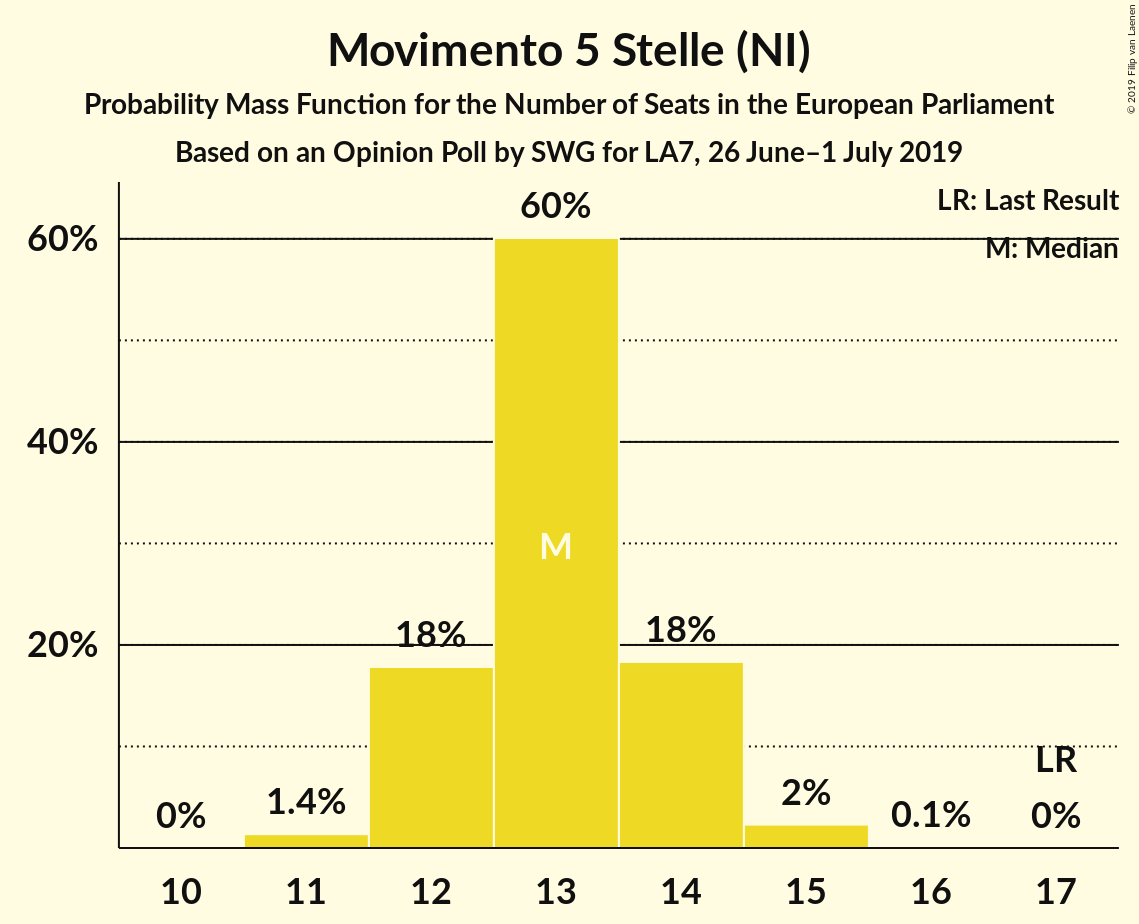 Movimento 5 Stelle (NI)
Probability Mass Function for the Number of Seats in the European Parliament
Based on an Opinion Poll by SWG for LA7, 26 June–1 July 2019
© 2019 Filip van Laenen
LR: Last Result
M: Median
60%
40%
20%
0%
1.4%
18%
60%
M
18%
2%
0.1%
LR
0%
10 11 12 13 14 15 16 17